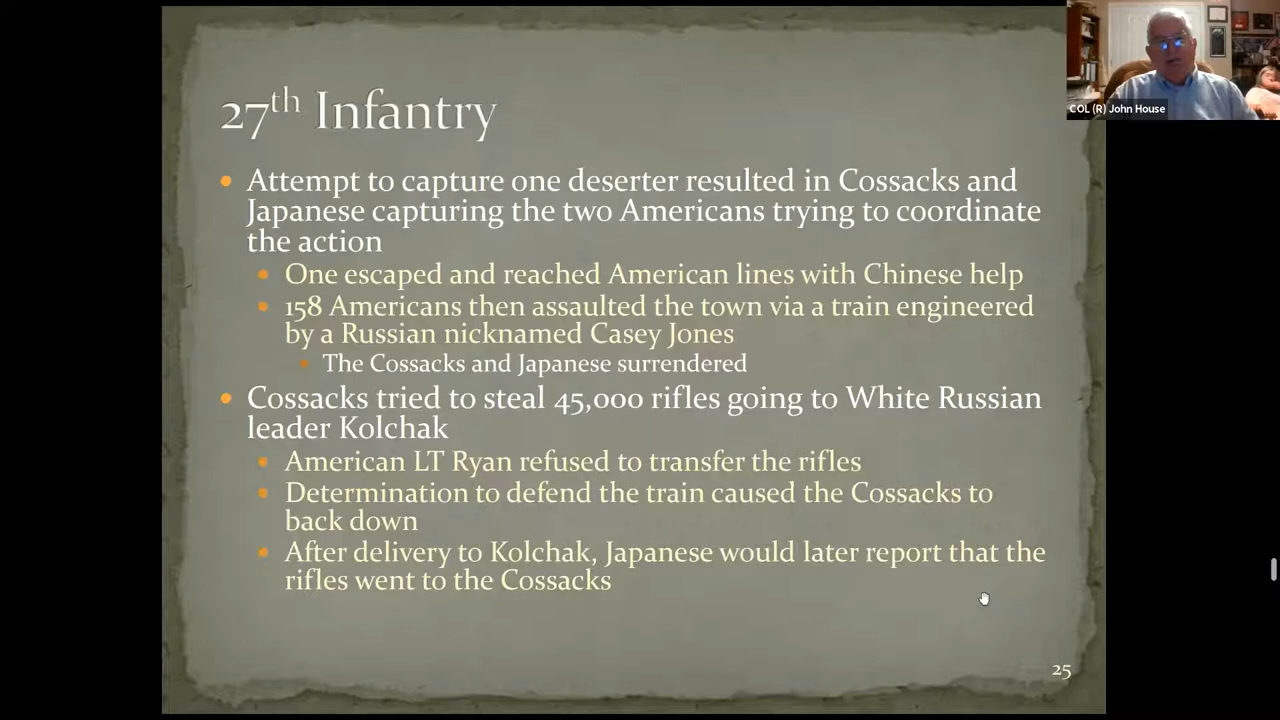 27th Infantry
COL (R) John House
• Attempt to capture one deserter resulted in Cossacks and
Japanese capturing the two Americans trying to coordinate
the action
• One escaped and reached American lines with Chinese help
• 158 Americans then assaulted the town via a train engineered
by a Russian nicknamed Casey Jones
• The Cossacks and Japanese surrendered
• Cossacks tried to steal 45,000 rifles going to White Russian
leader Kolchak
• American LT Ryan refused to transfer the rifles
• Determination to defend the train caused the Cossacks to
back down
• After delivery to Kolchak, Japanese would later report that the
rifles went to the Cossacks
25